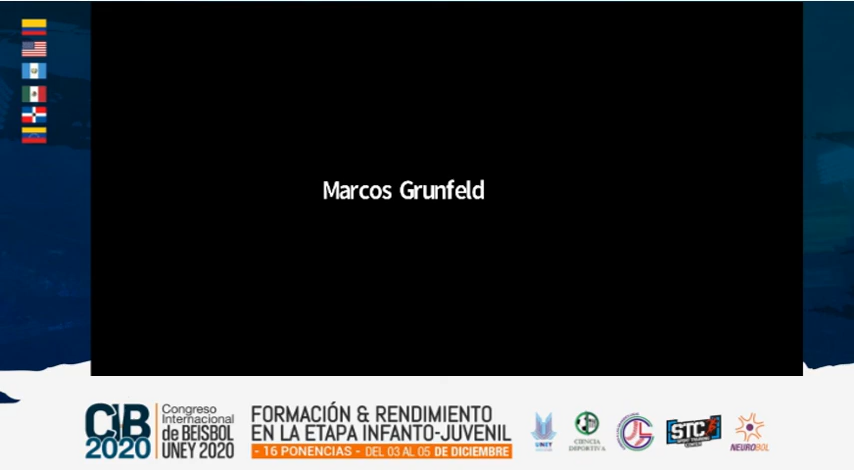 Marcos Grunfeld
CIB
2020
Congreso
Internacional
de BEISBOL
UNEY 2020
FORMACIÓN & RENDIMIENTO
EN LA ETAPA INFANTO-JUVENIL
- 16 PONENCIAS - DEL 03 AL 05 DE DICIEMBRE
UNEY
CIENCIA
DEPORTIVA
STC
NEUROBOL